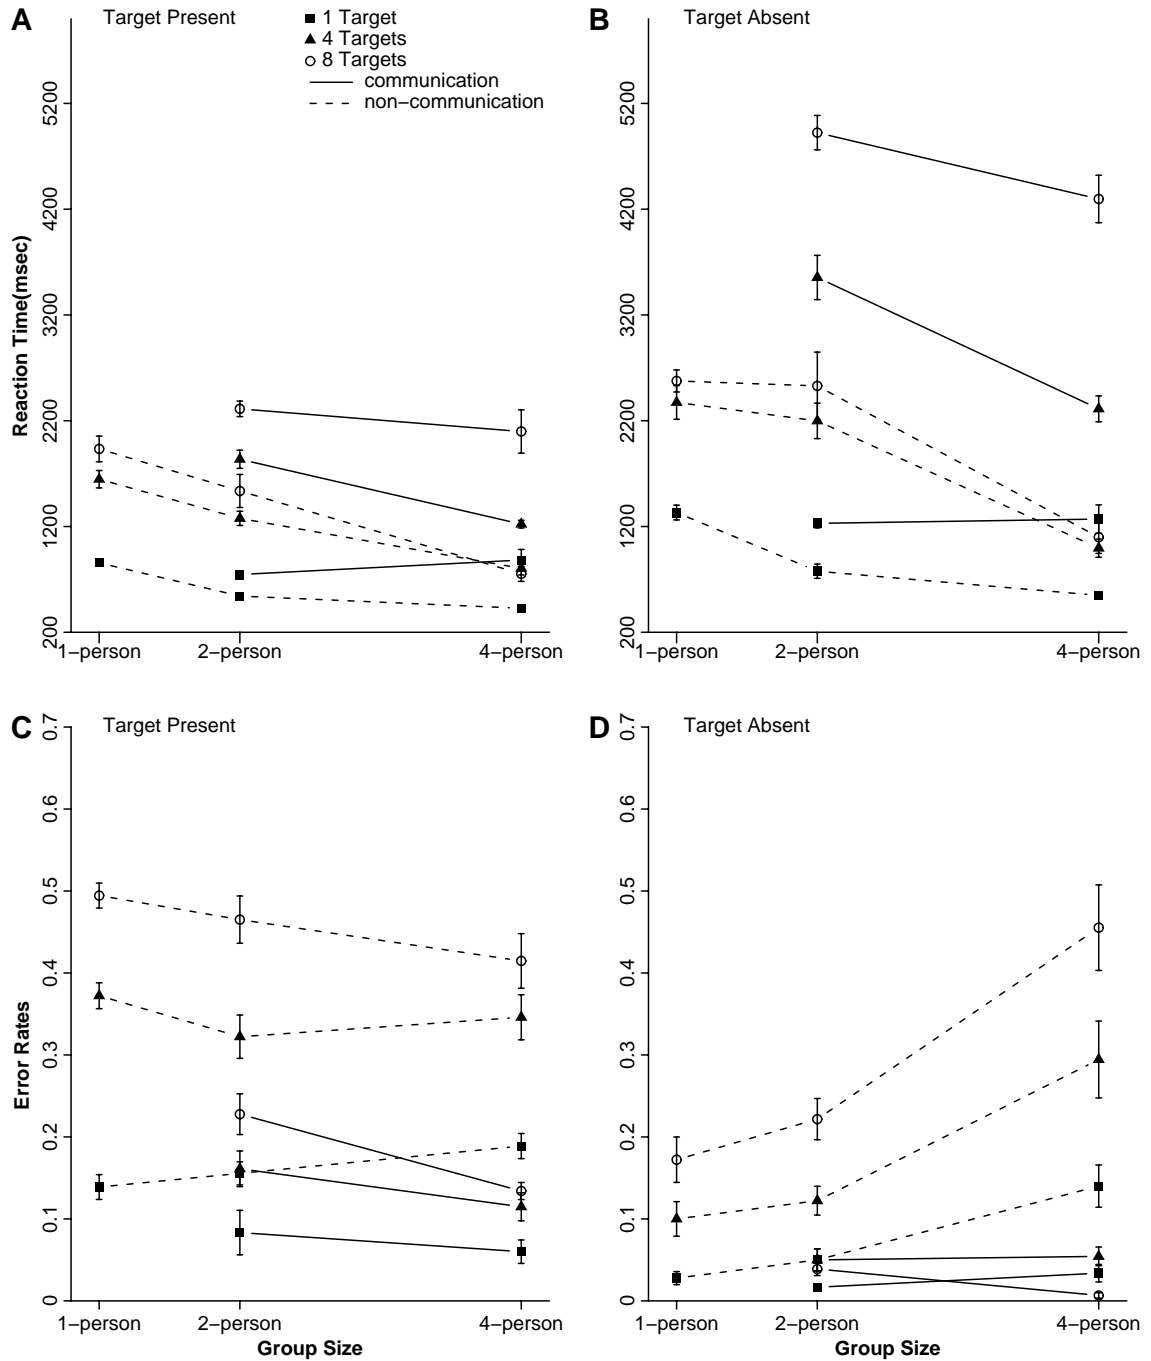 A
Target Present
1 Target
4 Targets
8 Targets
communication
non−communication
Reaction Time(msec)
5200
4200
3200
2200
1200
200
1−person
2−person
4−person
B
Target Absent
5200
4200
3200
2200
1200
200
1−person
2−person
4−person
C
Target Present
Error Rates
0.7
0.6
0.5
0.4
0.3
0.2
0.1
0
1−person
2−person
4−person
Group Size
D
Target Absent
0.7
0.6
0.5
0.4
0.3
0.2
0.1
0
1−person
2−person
4−person
Group Size